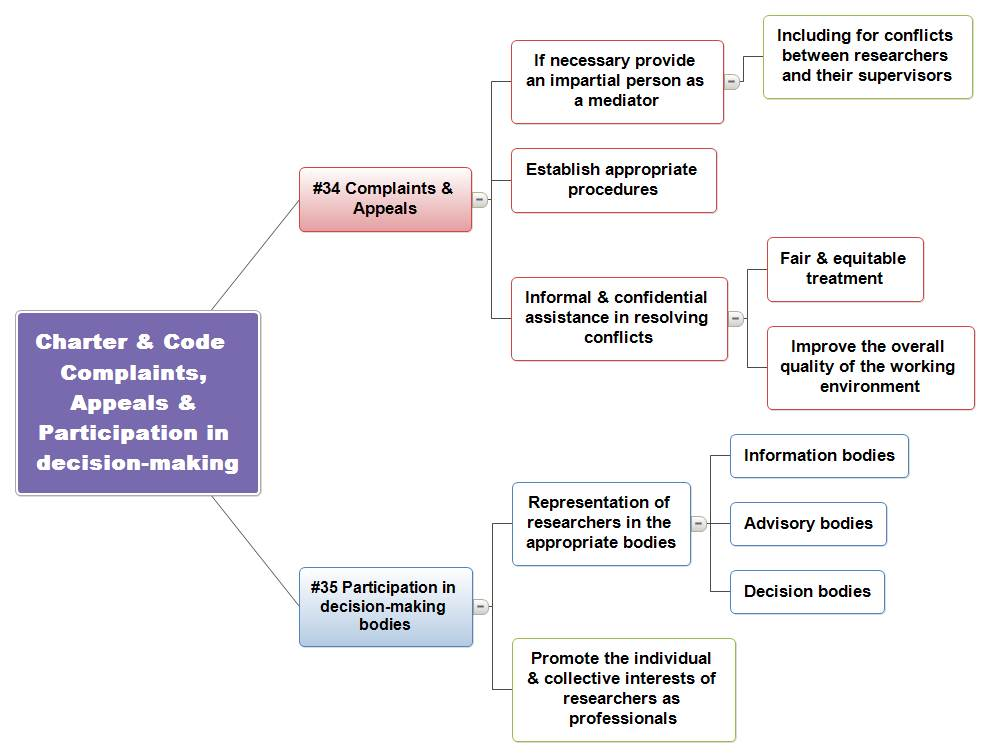 Charter & Code
Complaints,
Appeals &
Participation in
decision-making
#34 Complaints &
Appeals
If necessary provide
an impartial person as
a mediator
Including for conflicts
between researchers
and their supervisors
Establish appropriate
procedures
Informal & confidential
assistance in resolving
conflicts
Fair & equitable
treatment
Improve the overall
quality of the working
environment
#35 Participation in
decision-making
bodies
Representation of
researchers in the
appropriate bodies
Information bodies
Advisory bodies
Decision bodies
Promote the individual
& collective interests of
researchers as
professionals